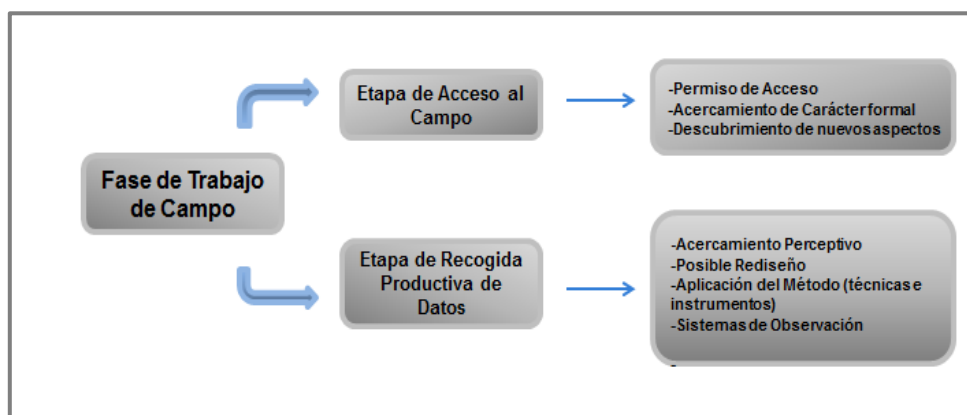 Fase de Trabajo
de Campo
Etapa de Acceso al
Campo
-Permiso de Acceso
-Acercamiento de Carácter formal
-Descubrimiento de nuevos aspectos
Etapa de Recogida
Productiva de
Datos
-Acercamiento Perceptivo
-Posible Rediseño
-Aplicación del Método (técnicas e
instrumentos)
-Sistemas de Observación
-